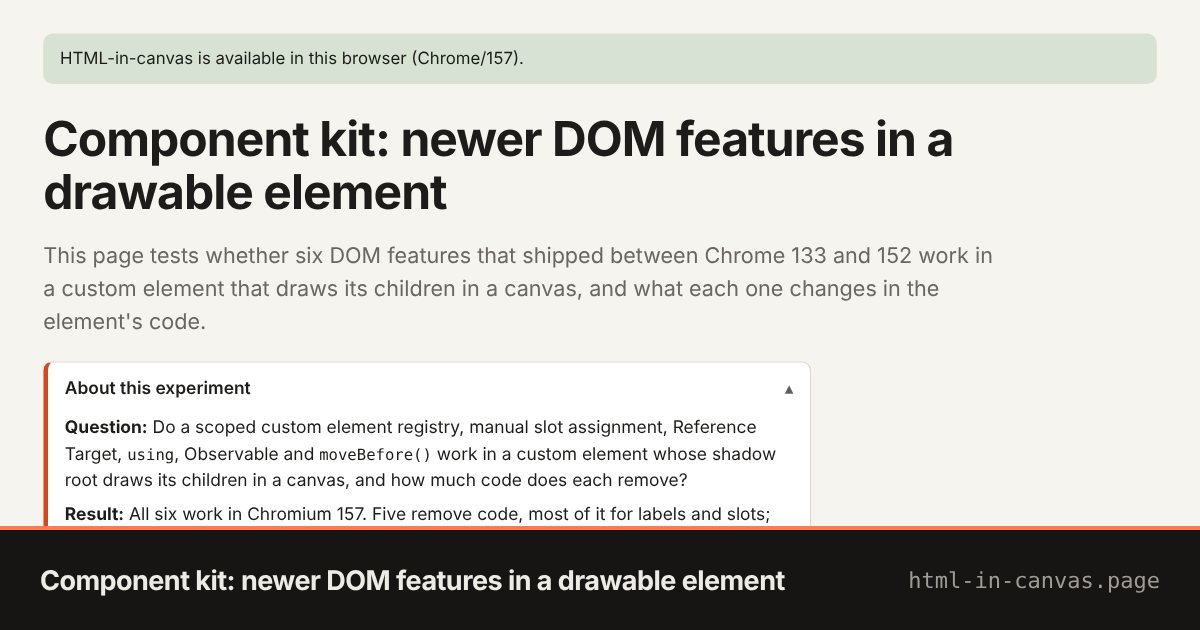 HTML-in-canvas is available in this browser (Chrome/157).
Component kit: newer DOM features in a
drawable element
This page tests whether six DOM features that shipped between Chrome 133 and 152 work in
a custom element that draws its children in a canvas, and what each one changes in the
element's code.
About this experiment ▲
Question: Do a scoped custom element registry, manual slot assignment, Reference
Target, using, Observable and moveBefore() work in a custom element whose shadow
root draws its children in a canvas, and how much code does each remove?
Result: All six work in Chromium 157. Five remove code, most of it for labels and slots;
Component kit: newer DOM features in a drawable element
html-in-canvas.page